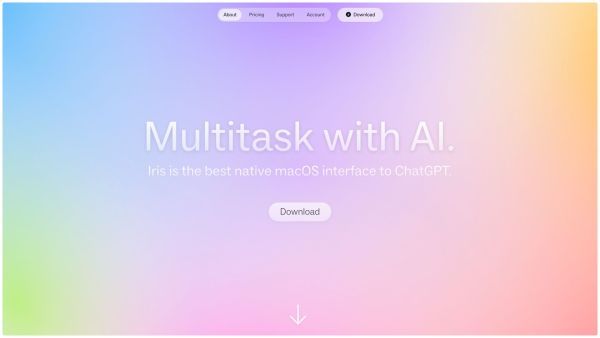 About Pricing Support Account Download
Multitask with AI.
Iris is the best native macOS interface to ChatGPT.
Download